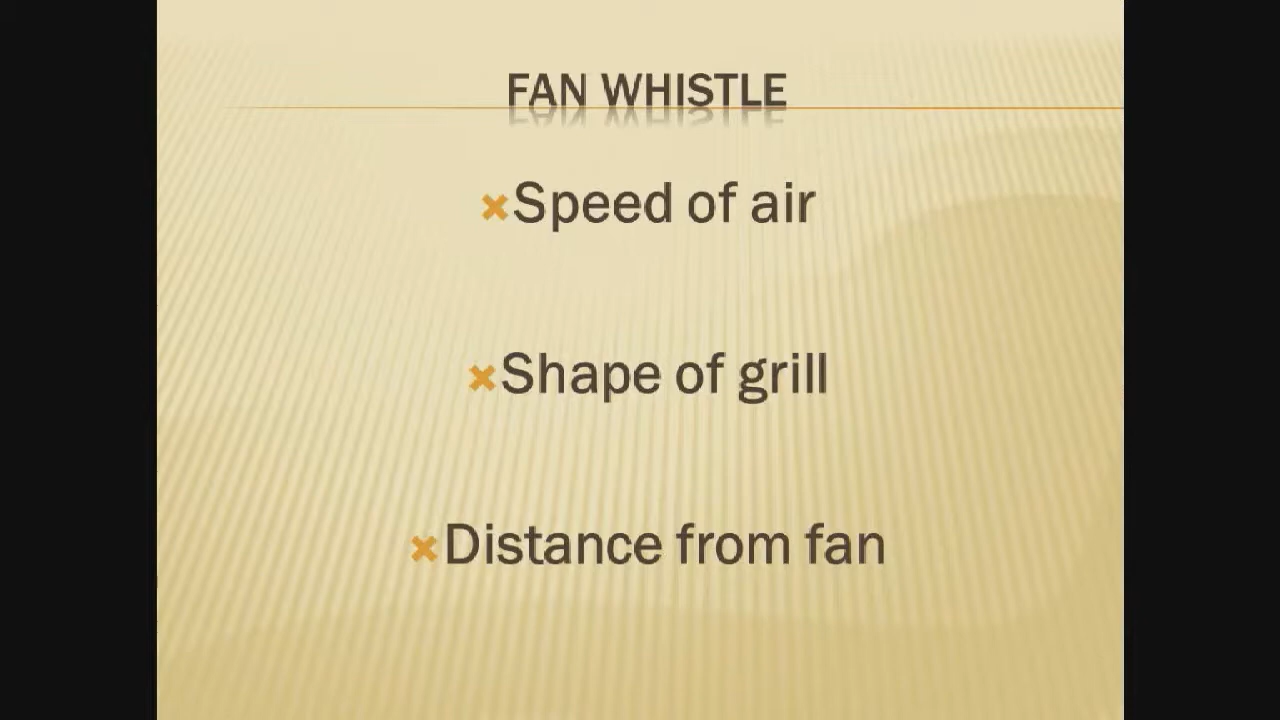 FAN WHISTLE
Speed of air
Shape of grill
Distance from fan